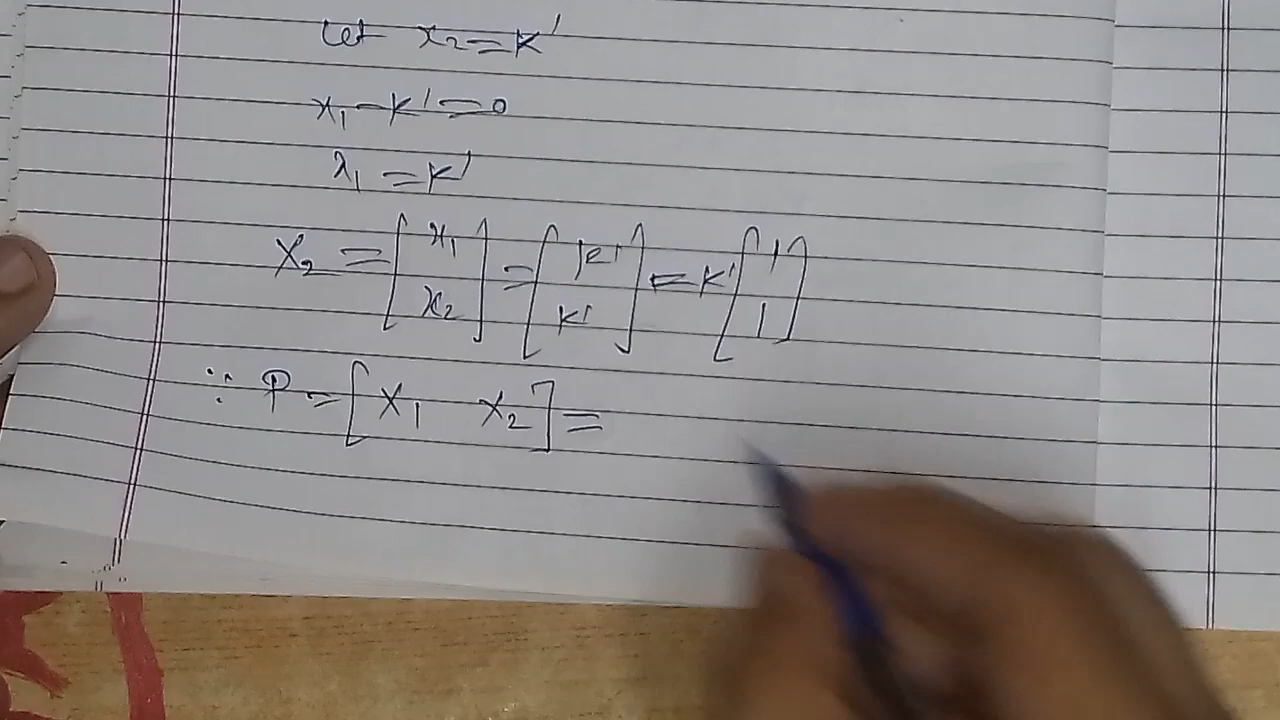 Let x₂ = K'
x₁ - K' = 0
x₁ = K'
X₂ = [x₁ x₂] = [K' K'] = K' [1 1]
∵ P = [X₁ X₂] =